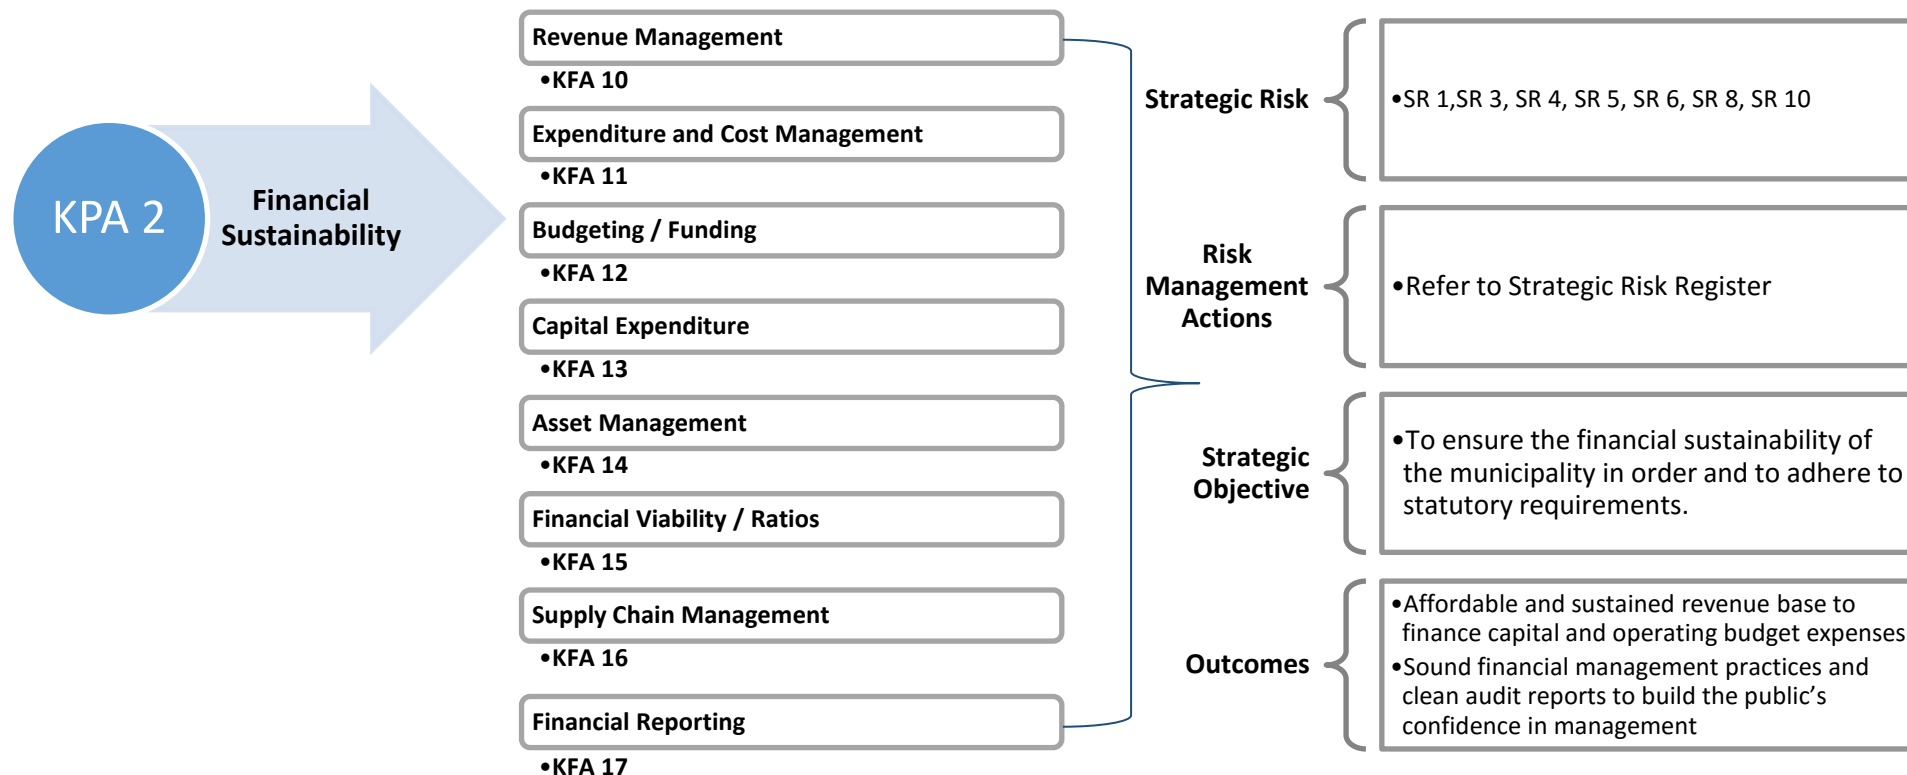 KPA 2
Financial
Sustainability
Revenue Management
•KFA 10
Expenditure and Cost Management
•KFA 11
Budgeting / Funding
•KFA 12
Capital Expenditure
•KFA 13
Asset Management
•KFA 14
Financial Viability / Ratios
•KFA 15
Supply Chain Management
•KFA 16
Financial Reporting
•KFA 17
Strategic Risk
•SR 1,SR 3, SR 4, SR 5, SR 6, SR 8, SR 10
Risk
Management
Actions
•Refer to Strategic Risk Register
Strategic
Objective
•To ensure the financial sustainability of
the municipality in order and to adhere to
statutory requirements.
Outcomes
•Affordable and sustained revenue base to
finance capital and operating budget expenses
•Sound financial management practices and
clean audit reports to build the public’s
confidence in management